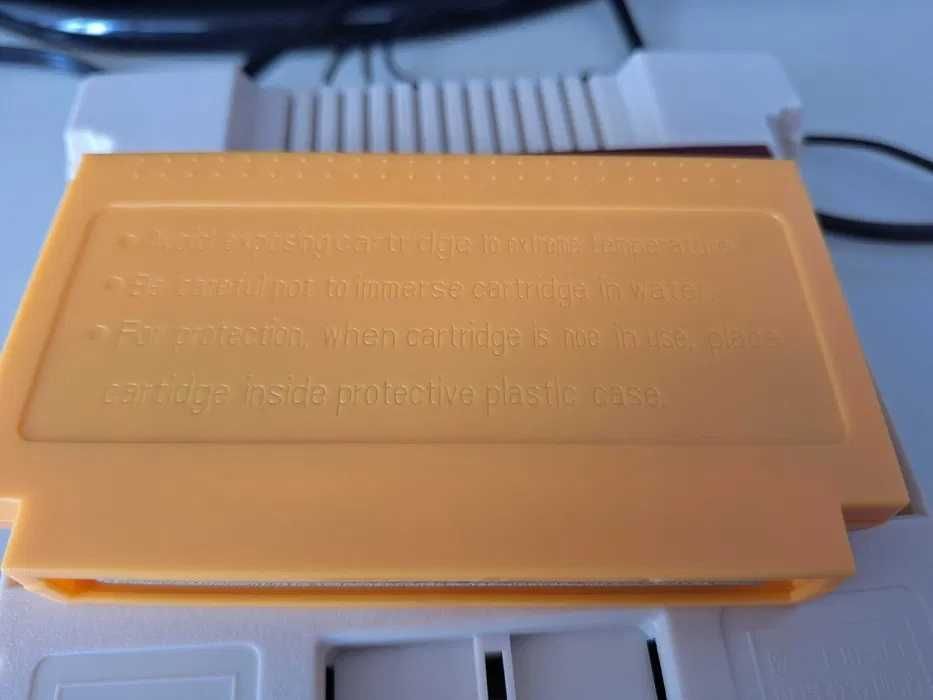 • Avoid exposing cartridge to extreme temperature.
• Be careful not to immerse cartridge in water.
• For protection, when cartridge is noe in use, place
cartidge inside protective plastic case.